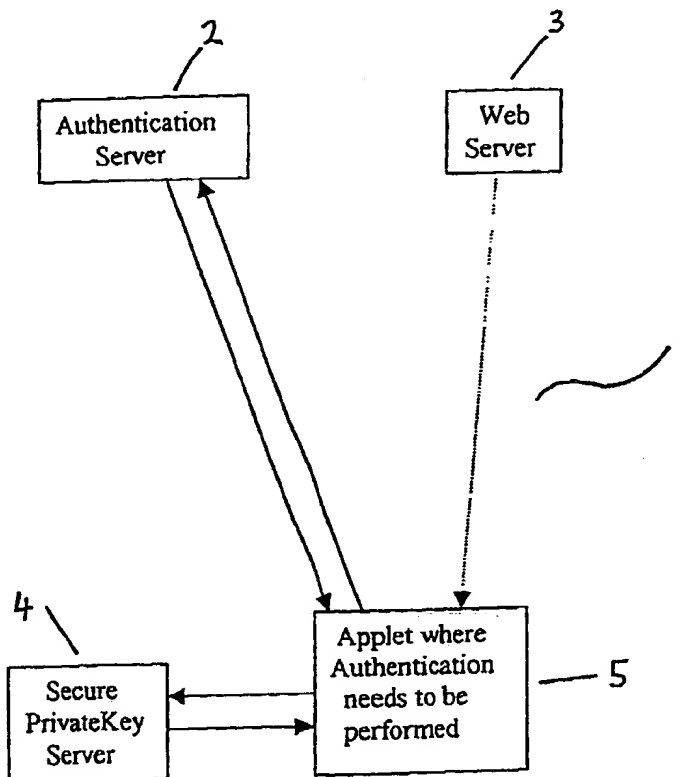 2
3
Authentication
Server
Web
Server
4
Secure
PrivateKey
Server
Applet where
Authentication
needs to be
performed
5